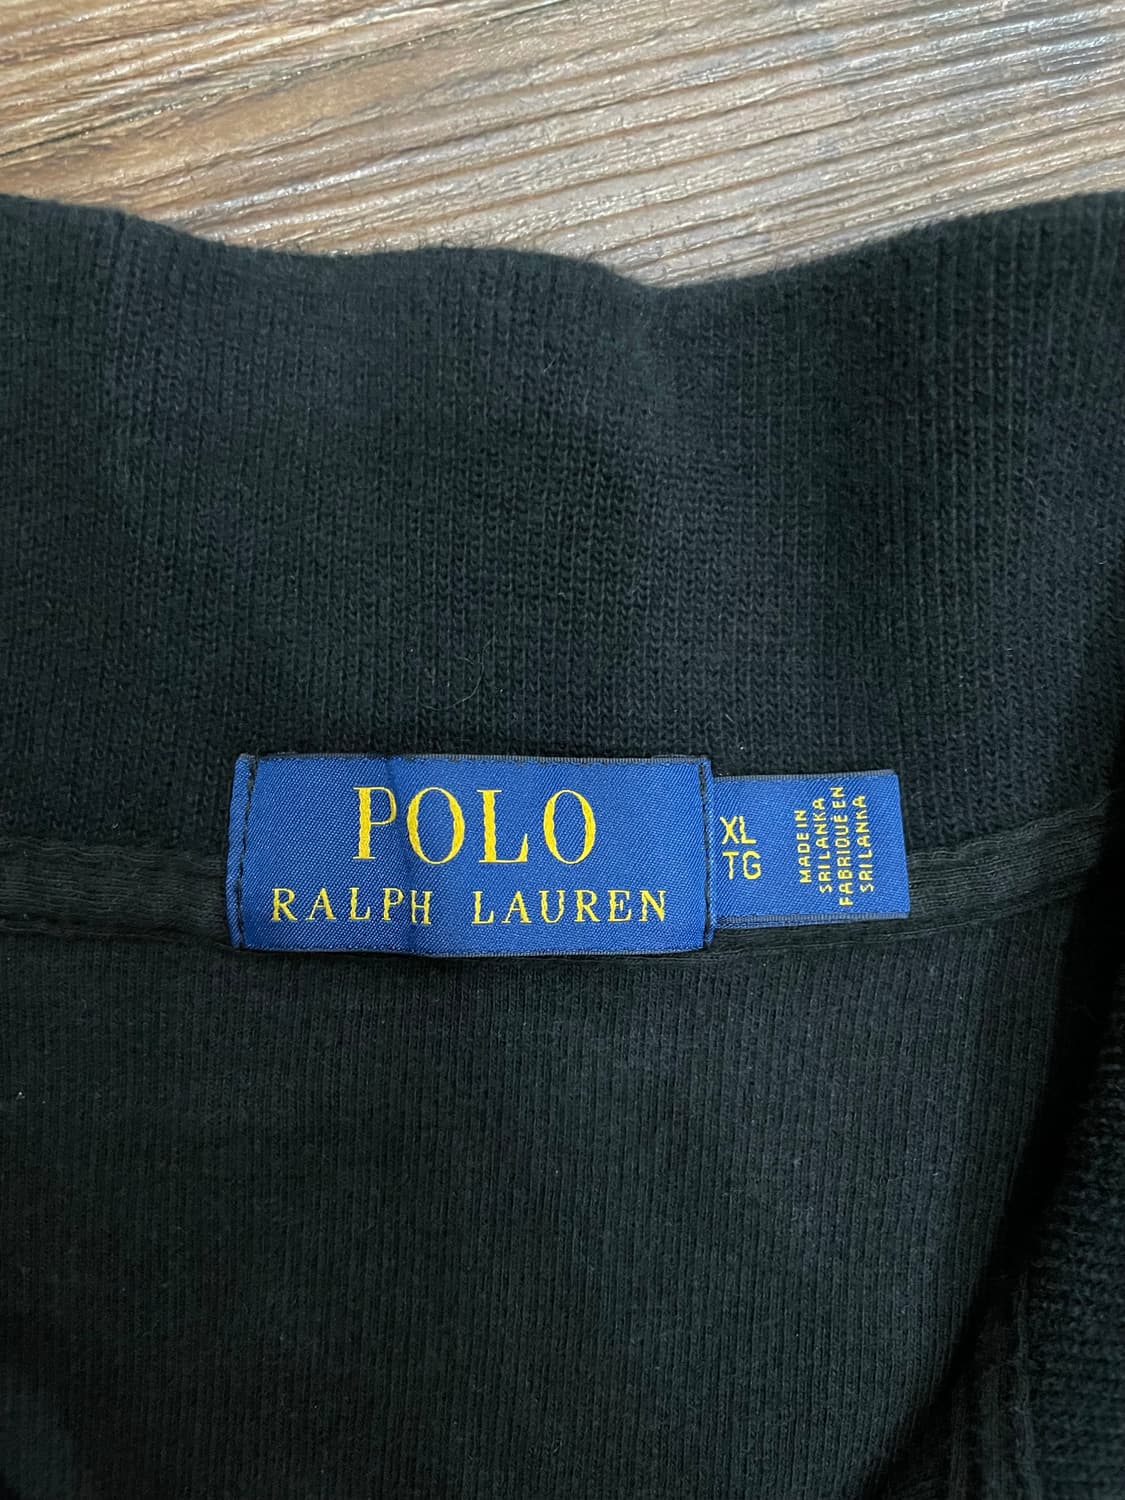 POLO
RALPH LAUREN
XL
TG
MADE IN
SRI LANKA
FABRIQUÉ EN
SRI LANKA